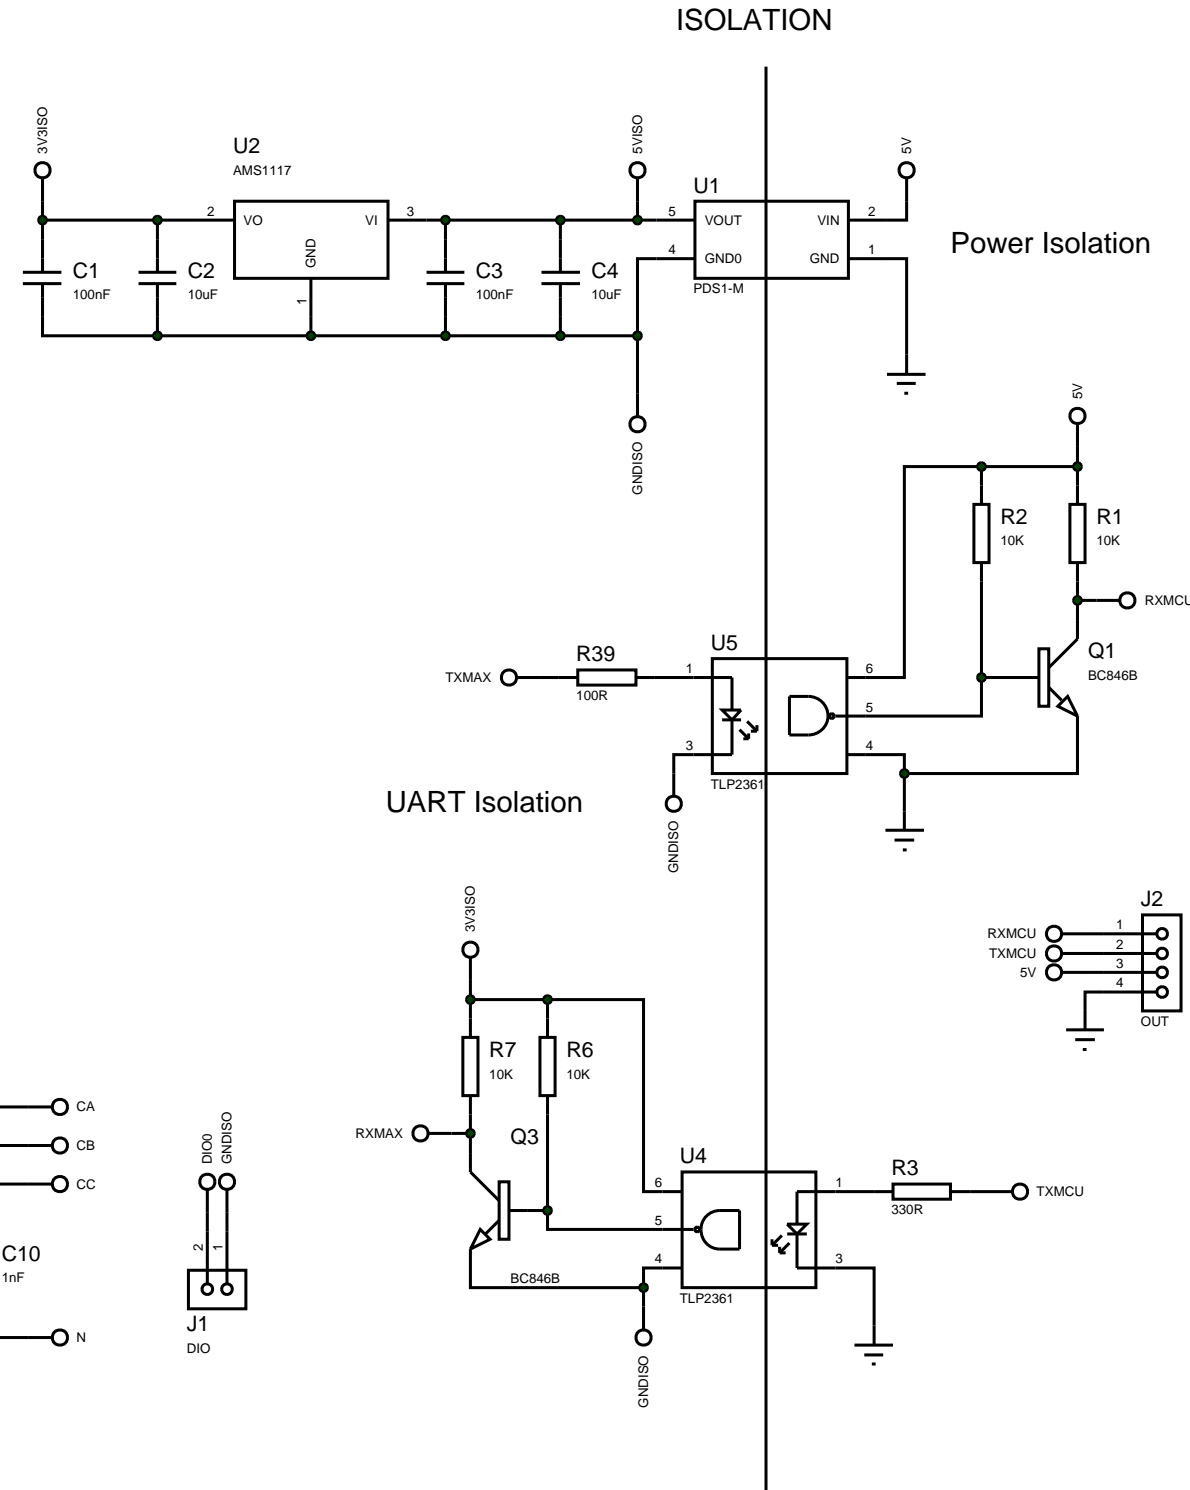 ISOLATION
3V3ISO
U2
AMS1117
2
VO
VI
3
GND
1
C1
100nF
C2
10uF
C3
100nF
C4
10uF
5VISO
U1
5
VOUT
VIN
2
4
GND0
GND
1
PDS1-M
5V
Power Isolation
GNDISO
5V
R2
10K
R1
10K
RXMCU
U5
TXMAX
R39
100R
1
6
5
3
4
TLP2361
Q1
BC846B
GNDISO
UART Isolation
3V3ISO
J2
RXMCU
1
TXMCU
2
5V
3
4
OUT
R7
10K
R6
10K
RXMAX
Q3
U4
6
5
4
1
3
BC846B
TLP2361
R3
330R
TXMCU
GNDISO
CA
CB
CC
C10
1nF
N
DIO0
GNDISO
2
1
J1
DIO